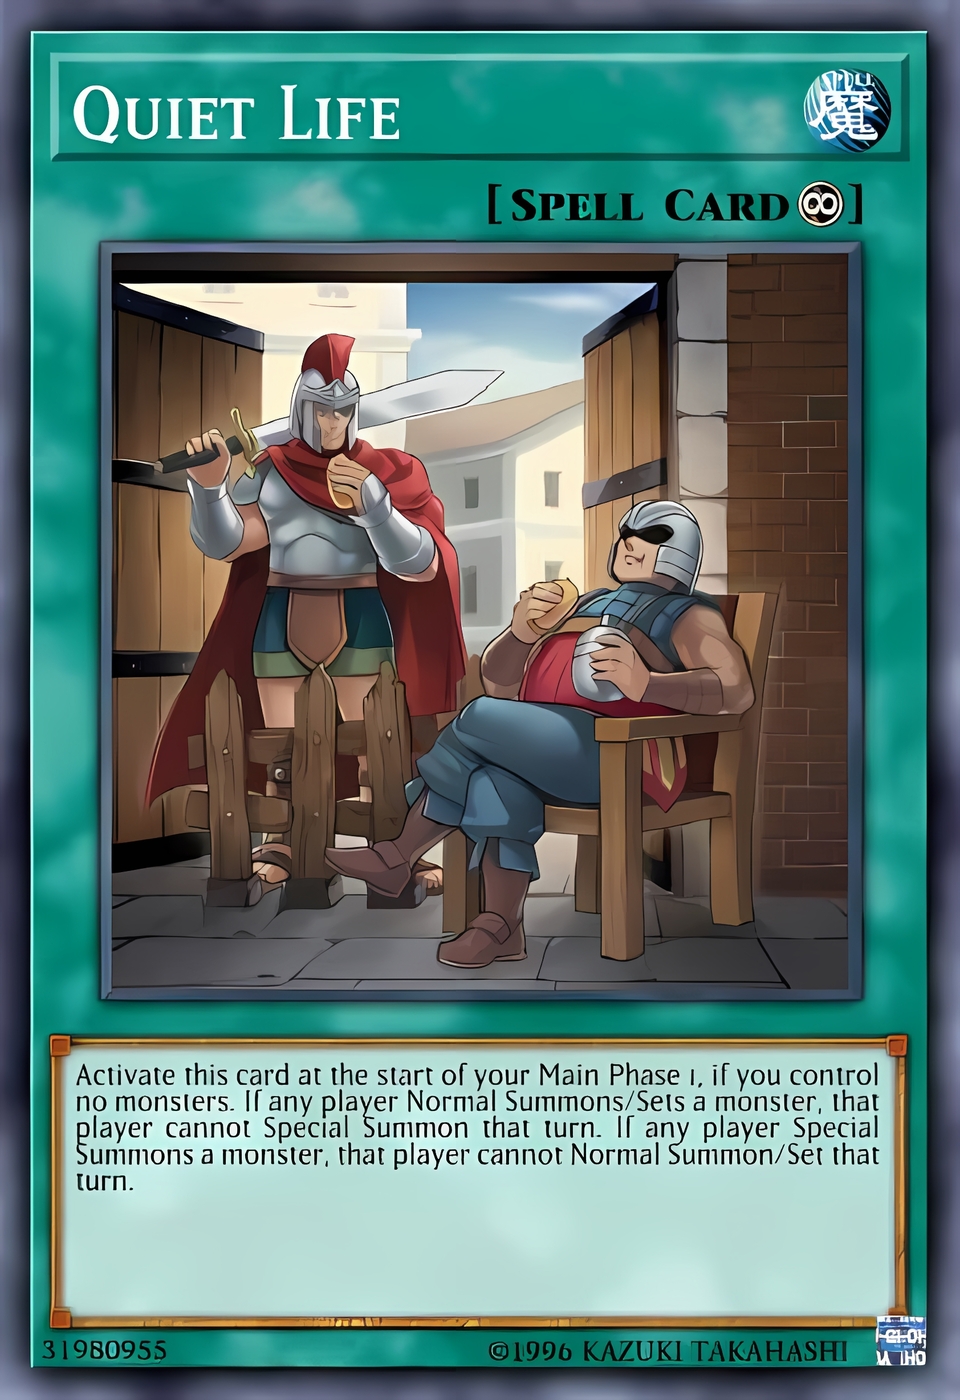 QUIET LIFE
魔
[SPELL CARD]
Activate this card at the start of your Main Phase 1, if you control
no monsters. If any player Normal Summons/Sets a monster, that
player cannot Special Summon that turn. If any player Special
Summons a monster, that player cannot Normal Summon/Set that
turn.
31980955
©1996 KAZUKI TAKAHASHI